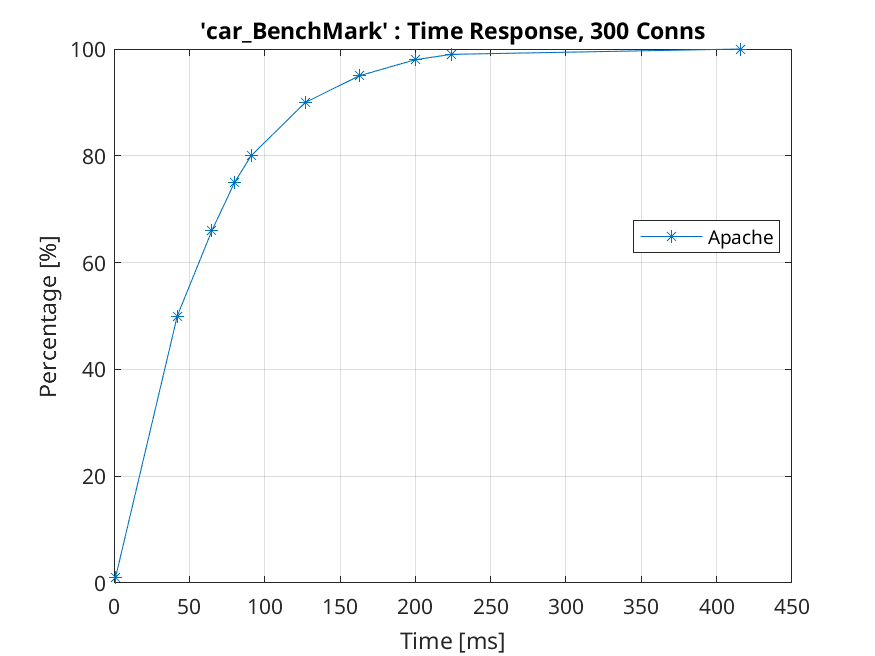 'car_BenchMark' : Time Response, 300 Conns
100
80
60
40
20
0
Percentage [%]
Apache
0 50 100 150 200 250 300 350 400 450
Time [ms]